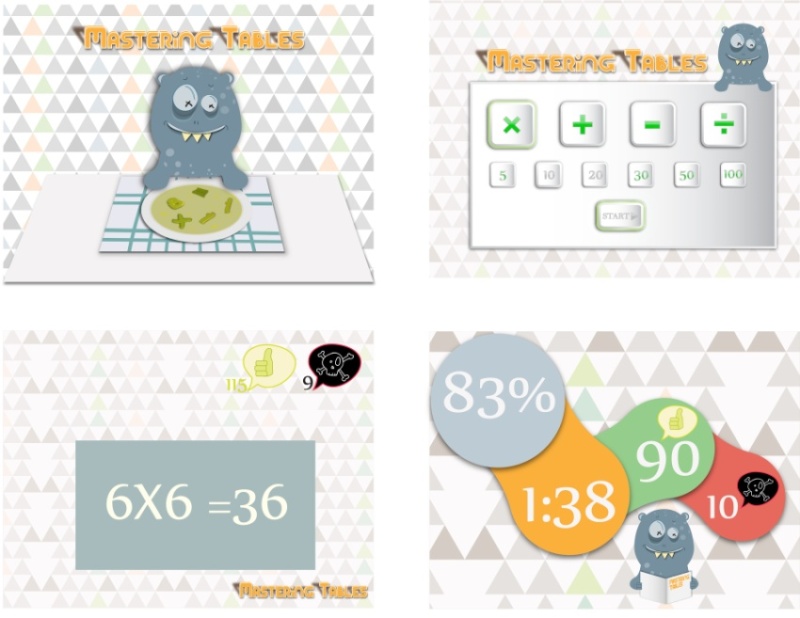 Mastering Tables
Mastering Tables
× + - ÷
5 10 20 30 50 100
START
115 9
6X6 =36
Mastering Tables
83%
1:38
90
10